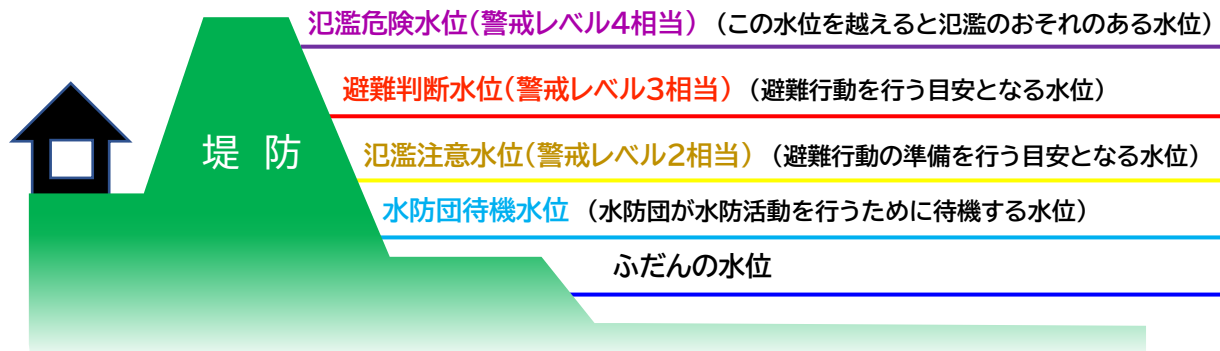 氾濫危険水位(警戒レベル4相当) (この水位を越えると氾濫のおそれのある水位)
避難判断水位(警戒レベル3相当) (避難行動を行う目安となる水位)
堤 防
氾濫注意水位(警戒レベル2相当) (避難行動の準備を行う目安となる水位)
水防団待機水位 (水防団が水防活動を行うために待機する水位)
ふだんの水位